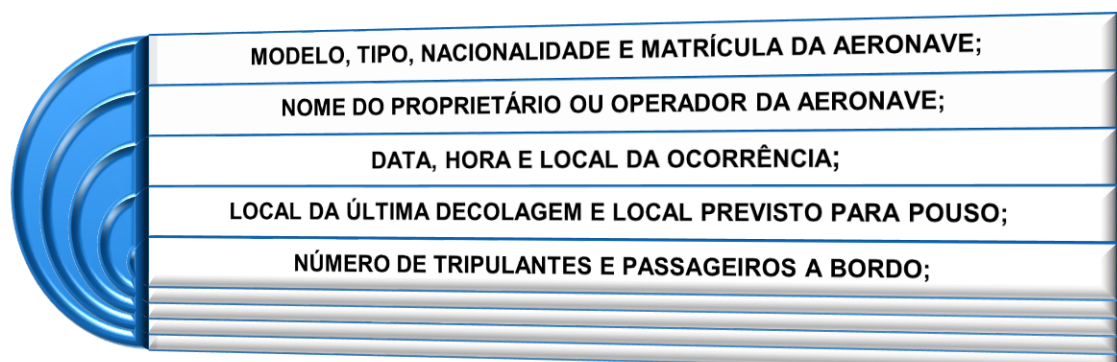 MODELO, TIPO, NACIONALIDADE E MATRÍCULA DA AERONAVE;
NOME DO PROPRIETÁRIO OU OPERADOR DA AERONAVE;
DATA, HORA E LOCAL DA OCORRÊNCIA;
LOCAL DA ÚLTIMA DECOLAGEM E LOCAL PREVISTO PARA POUSO;
NÚMERO DE TRIPULANTES E PASSAGEIROS A BORDO;